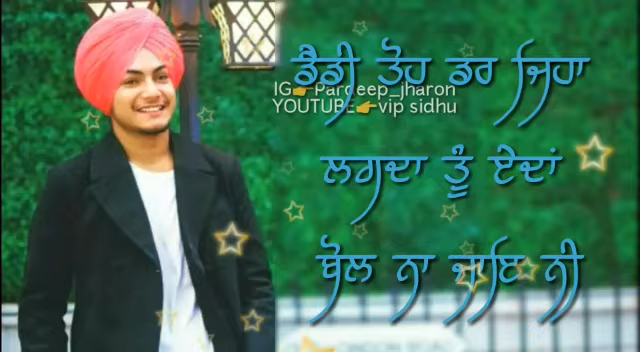 ਡੈਡੀ ਤੋਹ ਡਰ ਜਿਹਾ
IG👉Pardeep_jharon
YOUTUBE👉vip sidhu
ਲਗਦਾ ਤੂੰ ਏਦਾਂ
ਬੋਲ ਨਾ ਜਾਇ ਨੀ